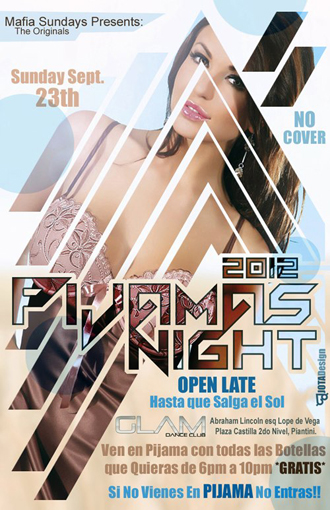 Mafia Sundays Presents:
The Originals
Sunday Sept.
23th
NO
COVER
2012
PIJAMAS
NIGHT
JOTADesign
OPEN LATE
Hasta que Salga el Sol
GLAM
DANCE CLUB
Abraham Lincoln esq Lope de Vega
Plaza Castilla 2do Nivel, Piantini.
Ven en Pijama con todas las Botellas
que Quieras de 6pm a 10pm *GRATIS*
Si No Vienes En PIJAMA No Entras!!